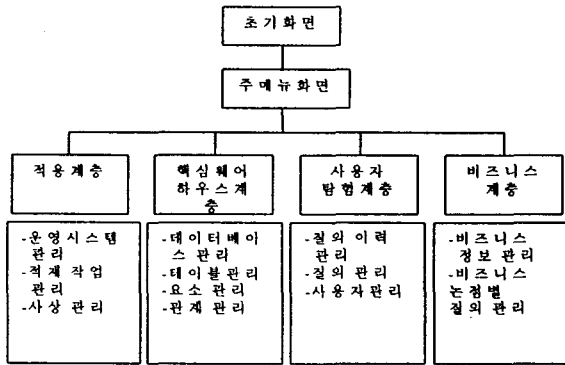 초기화면
주메뉴화면
적용계층
핵심웨어
하우스계
층
사용자
탐험계층
비즈니스
계층
-운영시스템
관리
-적재작업
관리
-사상관리
-데이터베이
스 관리
-테이블관리
-요소관리
-관계관리
-질의 이력
관리
-질의 관리
-사용자관리
-비즈니스
정보 관리
-비즈니스
논점별
질의 관리